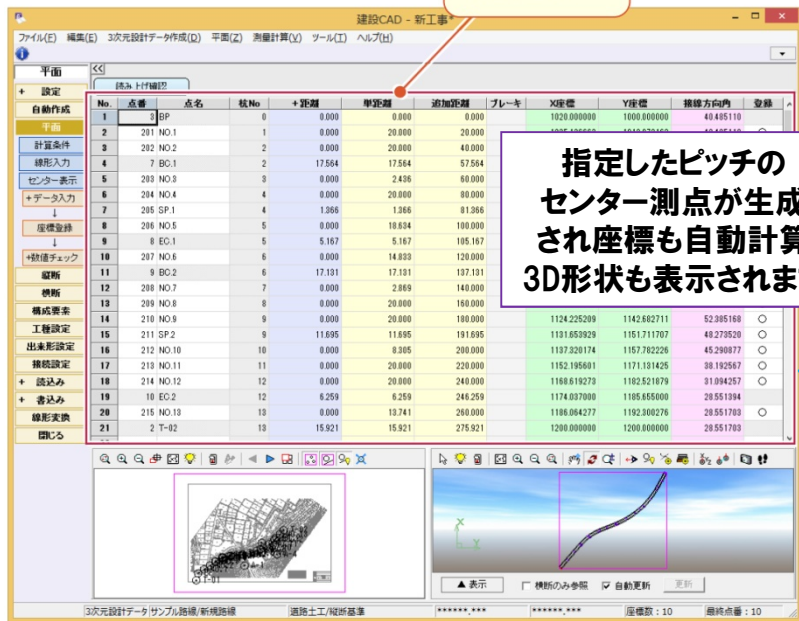 建設CAD - 新工事*
ファイル(F) 編集(E) 3次元設計データ作成(D) 平面(Z) 測量計算(V) ツール(T) ヘルプ(H)
平面
<<
読み上げ確認
+ 設定
自動作成
平面
計算条件
線形入力
センター表示
+データ入力
↓
座標登録
↓
+数値チェック
縦断
横断
構成要素
工種設定
出来形設定
接続設定
+ 読込み
+ 書込み
線形変換
閉じる
No. 点番 点名 杭No +距離 単距離 追加距離 ブレーキ X座標 Y座標 接線方向角 登録
1 3 BP 0 0.000 0.000 0.000 1020.000000 1000.000000 40.485110
2 201 NO.1 1 0.000 20.000 20.000
3 202 NO.2 2 0.000 20.000 40.000
4 7 BC.1 2 17.564 17.564 57.564
5 203 NO.3 3 0.000 2.436 60.000
6 204 NO.4 4 0.000 20.000 80.000
7 205 SP.1 4 1.366 1.366 81.366
8 206 NO.5 5 0.000 18.634 100.000
9 8 EC.1 5 5.167 5.167 105.167
10 207 NO.6 6 0.000 14.833 120.000
11 9 BC.2 6 17.131 17.131 137.131
12 208 NO.7 7 0.000 2.869 140.000
13 209 NO.8 8 0.000 20.000 160.000
14 210 NO.9 9 0.000 20.000 180.000 1124.225209 1142.682711 52.385168 ○
15 211 SP.2 9 11.695 11.695 191.695 1131.653929 1151.711707 48.273520 ○
16 212 NO.10 10 0.000 8.305 200.000 1137.320174 1157.782226 45.290877 ○
17 213 NO.11 11 0.000 20.000 220.000 1152.195601 1171.131425 38.192567 ○
18 214 NO.12 12 0.000 20.000 240.000 1168.619273 1182.521879 31.094257 ○
19 10 EC.2 12 6.259 6.259 246.259 1174.037000 1185.655000 28.551394
20 215 NO.13 13 0.000 13.741 260.000 1186.064277 1192.300276 28.551703 ○
21 2 T-02 13 15.921 15.921 275.921 1200.000000 1200.000000 28.551703
指定したピッチの
センター測点が生成
され座標も自動計算
3D形状も表示されます
▲ 表示 横断のみ参照 自動更新 更新
3次元設計データ サンプル路線/新規路線 道路土工/縦断基準 ******.*** ******.*** 座標数：10 最終点番：10